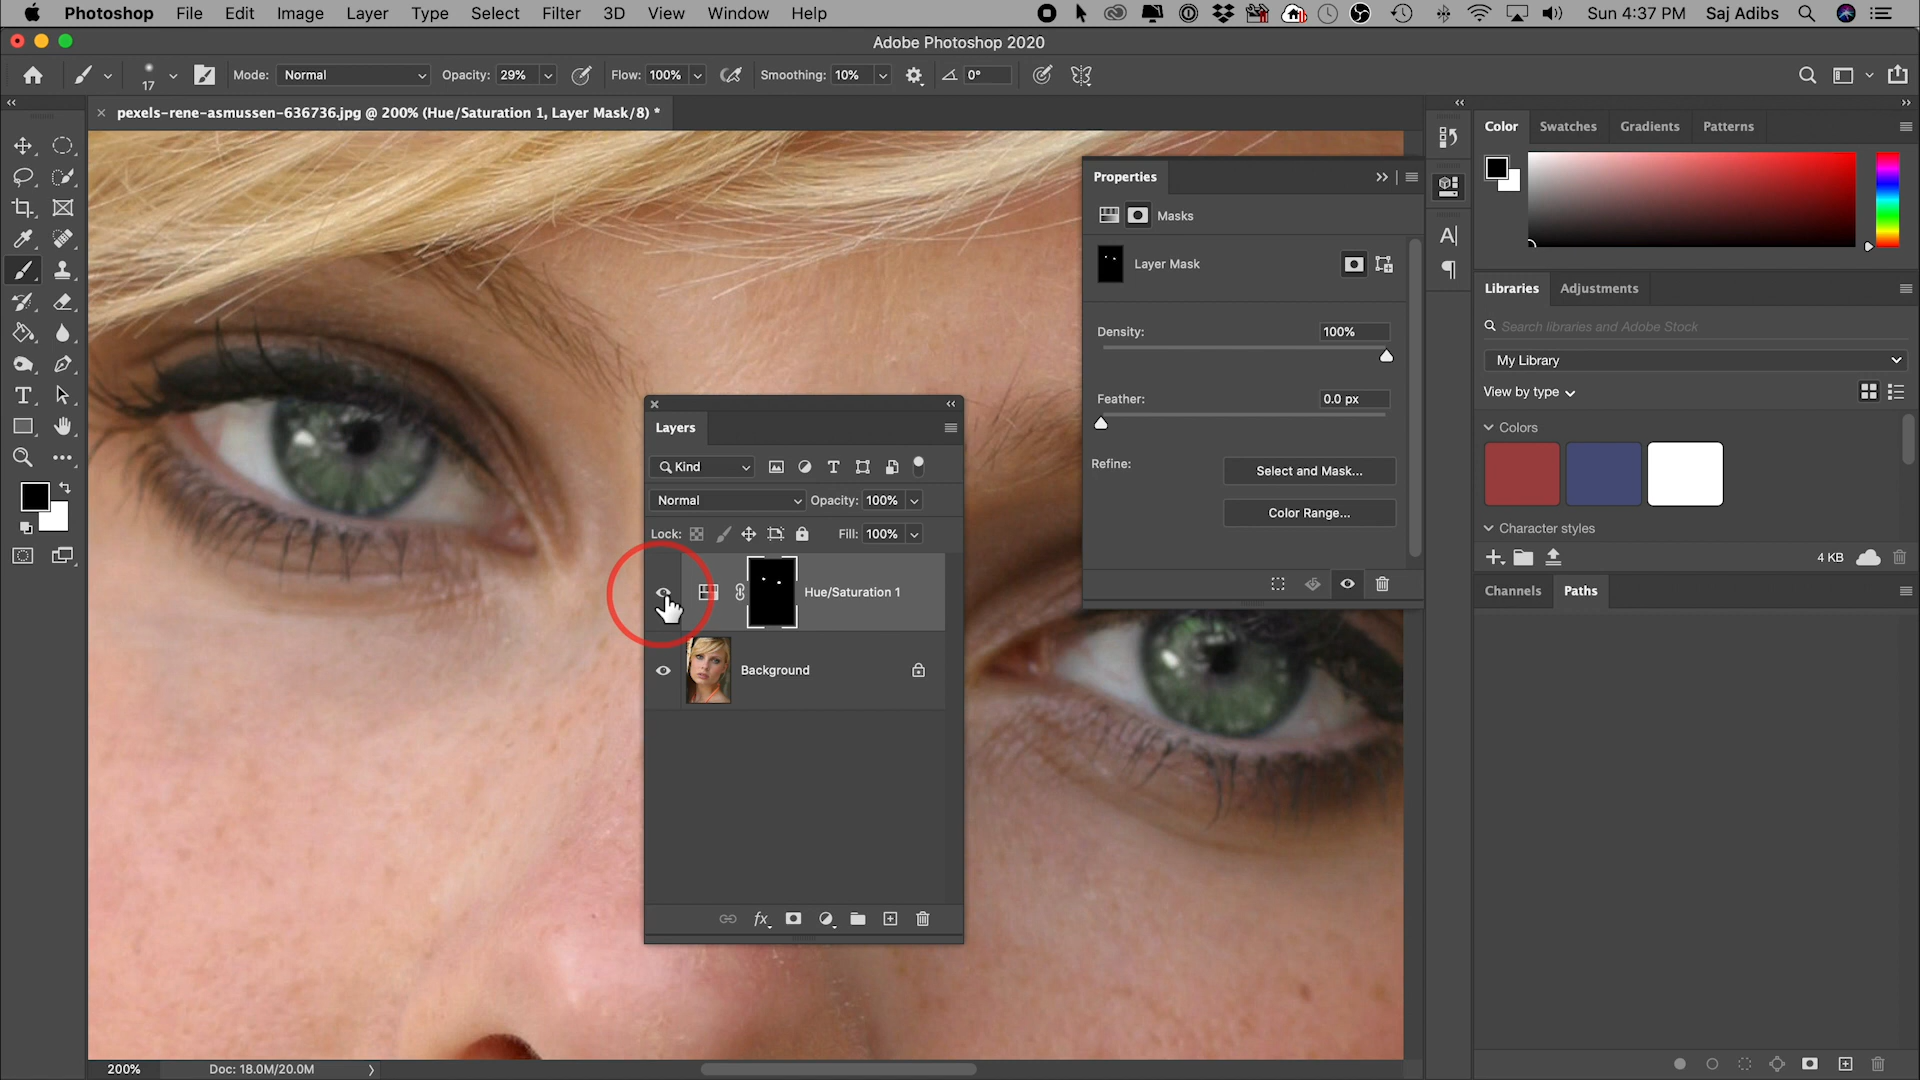 Photoshop File Edit Image Layer Type Select Filter 3D View Window Help Sun 4:37 PM Saj Adibs
Adobe Photoshop 2020
17 Mode: Normal Opacity: 29% Flow: 100% Smoothing: 10% 0°
pexels-rene-asmussen-636736.jpg @ 200% (Hue/Saturation 1, Layer Mask/8) *
Color Swatches Gradients Patterns
Properties
Masks
Layer Mask
Density: 100%
Feather: 0.0 px
Refine: Select and Mask...
Color Range...
Libraries Adjustments
Search libraries and Adobe Stock
My Library
View by type
Colors
Character styles
4 KB
Channels Paths
Layers
Kind
Normal Opacity: 100%
Lock: Fill: 100%
Hue/Saturation 1
Background
fx
200% Doc: 18.0M/20.0M